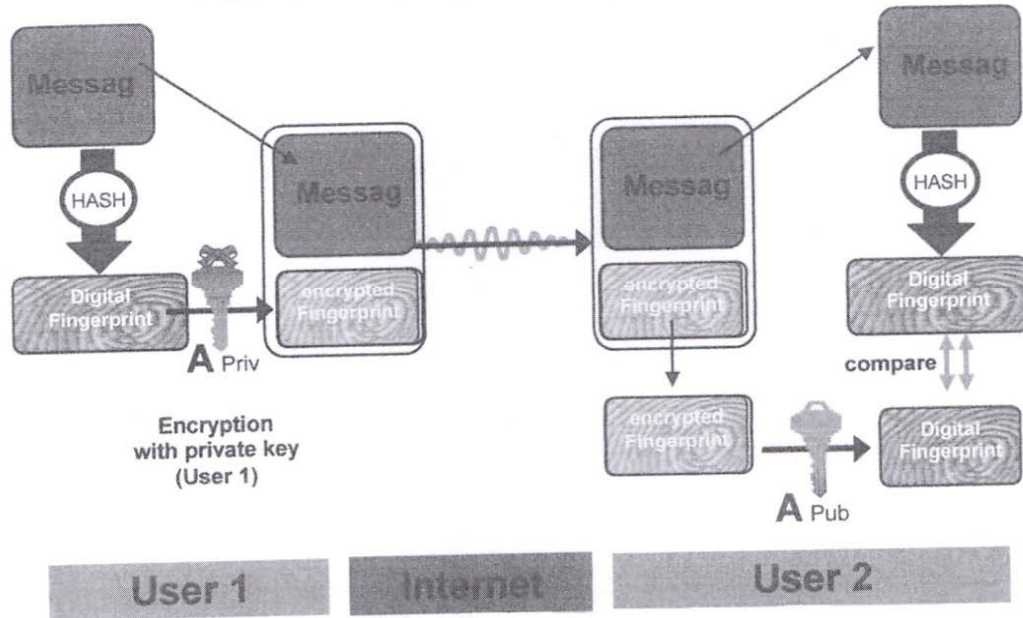 Messag
HASH
Digital
Fingerprint
A Priv
Encryption
with private key
(User 1)
Messag
encrypted
Fingerprint
Messag
encrypted
Fingerprint
encrypted
Fingerprint
A Pub
Messag
HASH
Digital
Fingerprint
compare
Digital
Fingerprint
User 1
Internet
User 2